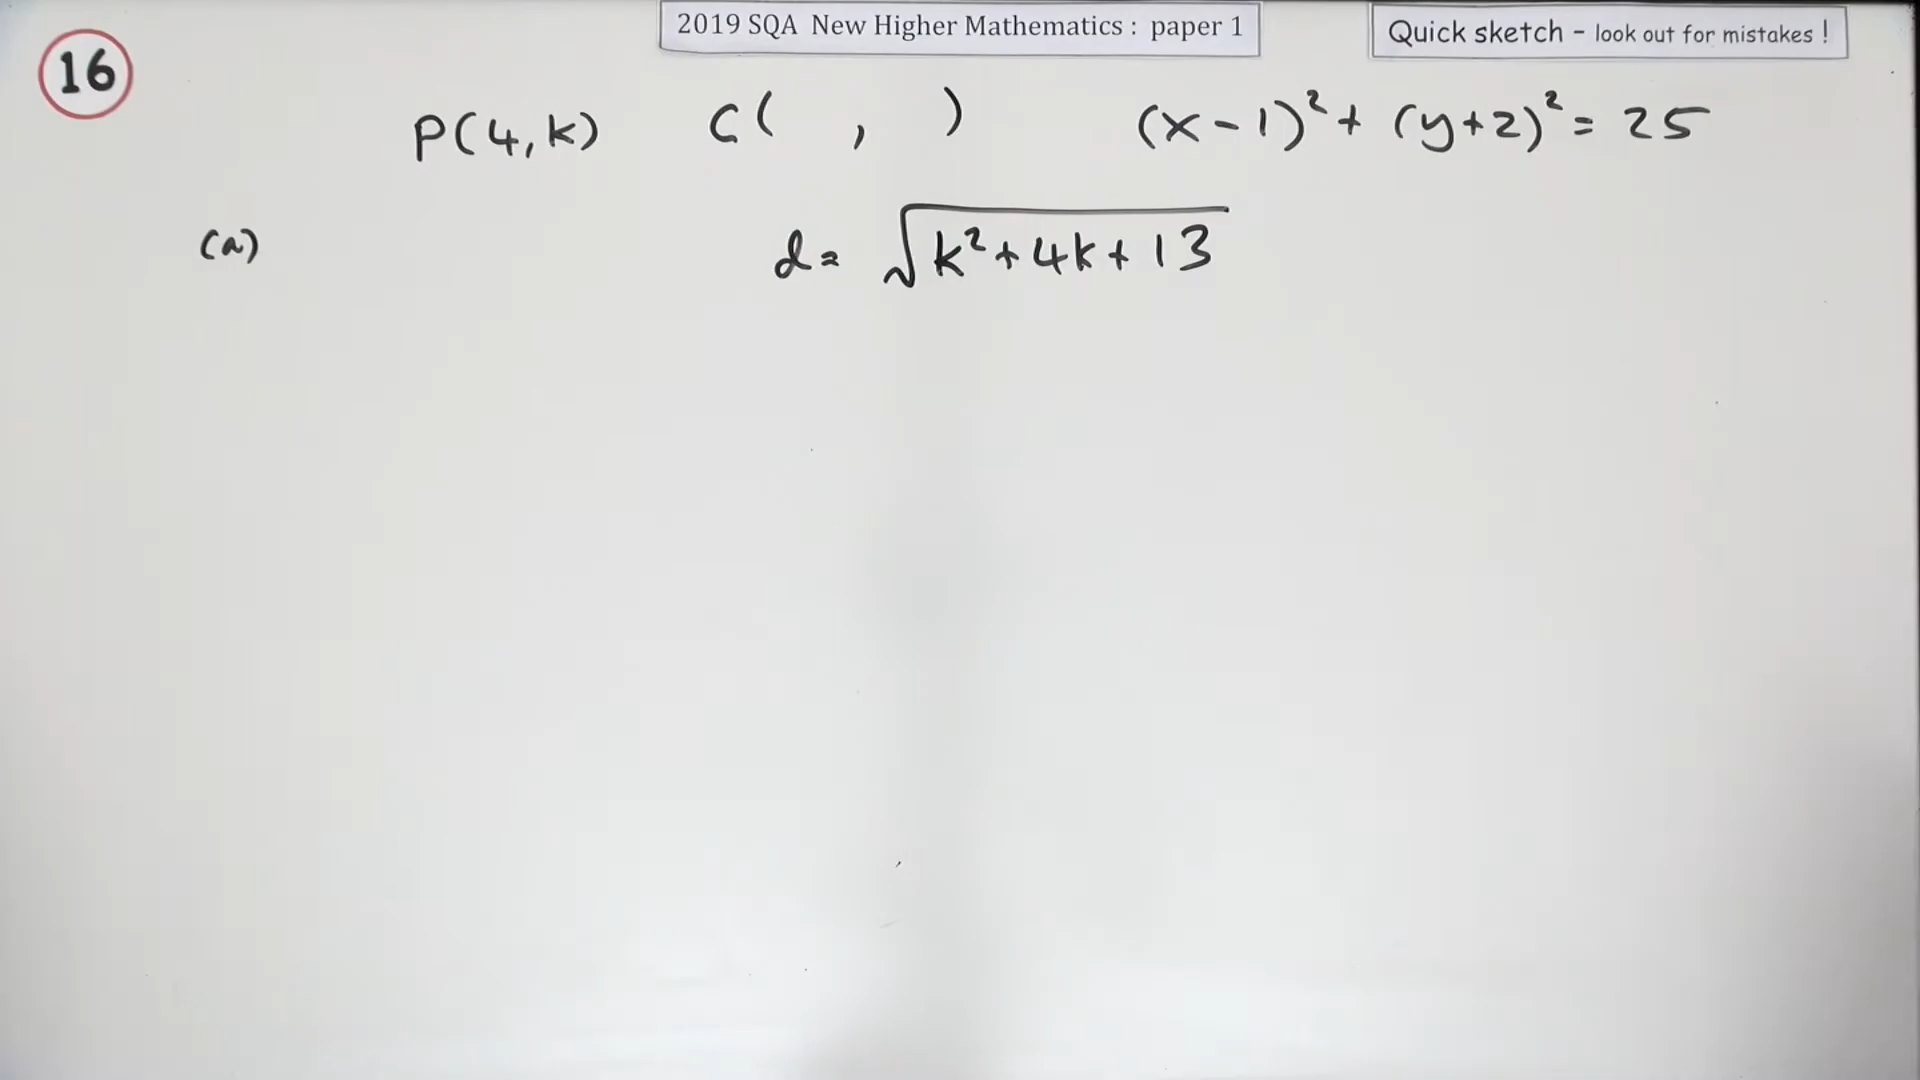 2019 SQA New Higher Mathematics : paper 1
Quick sketch - look out for mistakes !
16
P(4,k) C( , ) (x-1)²+ (y+2)²= 25
(a) d= √k²+4k+13